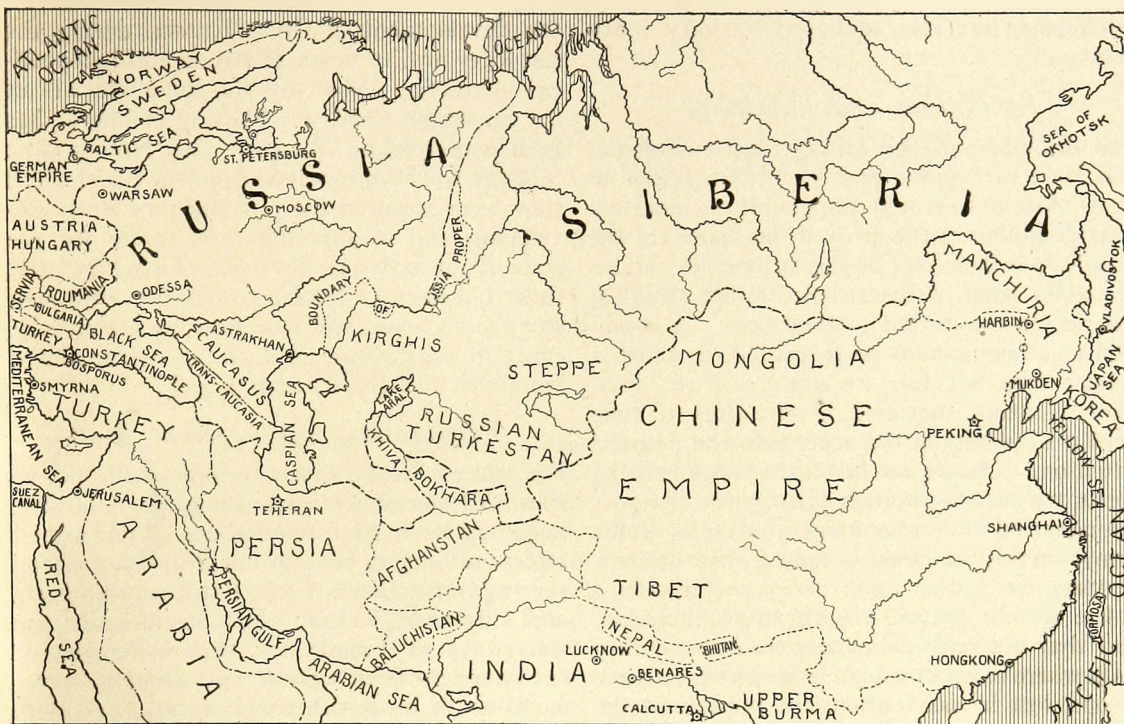 ATLANTIC OCEAN
ARTIC OCEAN
NORWAY
SWEDEN
BALTIC SEA
ST. PETERSBURG
GERMAN EMPIRE
WARSAW
RUSSIA
MOSCOW
SIBERIA
SEA OF OKHOTSK
AUSTRIA HUNGARY
SERVIA
ROUMANIA
BULGARIA
ODESSA
BOUNDARY OF RUSSIA PROPER
MANCHURIA
VLADIVOSTOK
HARBIN
TURKEY
BLACK SEA
CONSTANTINOPLE
BOSPORUS
ASTRAKHAN
CAUCASUS
TRANS-CAUCASIA
KIRGHIS
STEPPE
MONGOLIA
MUKDEN
JAPAN SEA
KOREA
MEDITERRANEAN SEA
SMYRNA
TURKEY
CASPIAN SEA
LAKE ARAL
RUSSIAN TURKESTAN
KHIVA
BOKHARA
CHINESE
EMPIRE
PEKING
YELLOW SEA
SUEZ CANAL
JERUSALEM
TEHERAN
PERSIA
AFGHANSTAN
SHANGHAI
RED SEA
ARABIA
PERSIAN GULF
BALUCHISTAN
ARABIAN SEA
TIBET
NEPAL
BHUTAN
LUCKNOW
BENARES
INDIA
CALCUTTA
UPPER BURMA
HONGKONG
FORMOSA
PACIFIC OCEAN